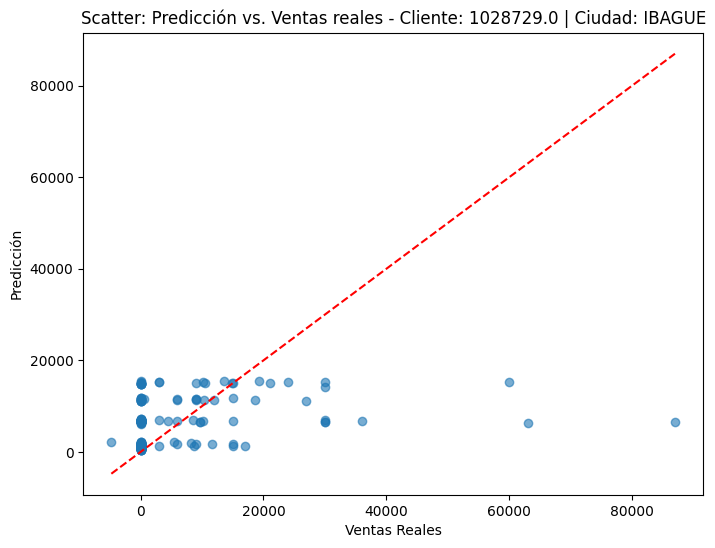 Scatter: Predicción vs. Ventas reales - Cliente: 1028729.0 | Ciudad: IBAGUE
80000
60000
40000
20000
0
Predicción
0 20000 40000 60000 80000
Ventas Reales